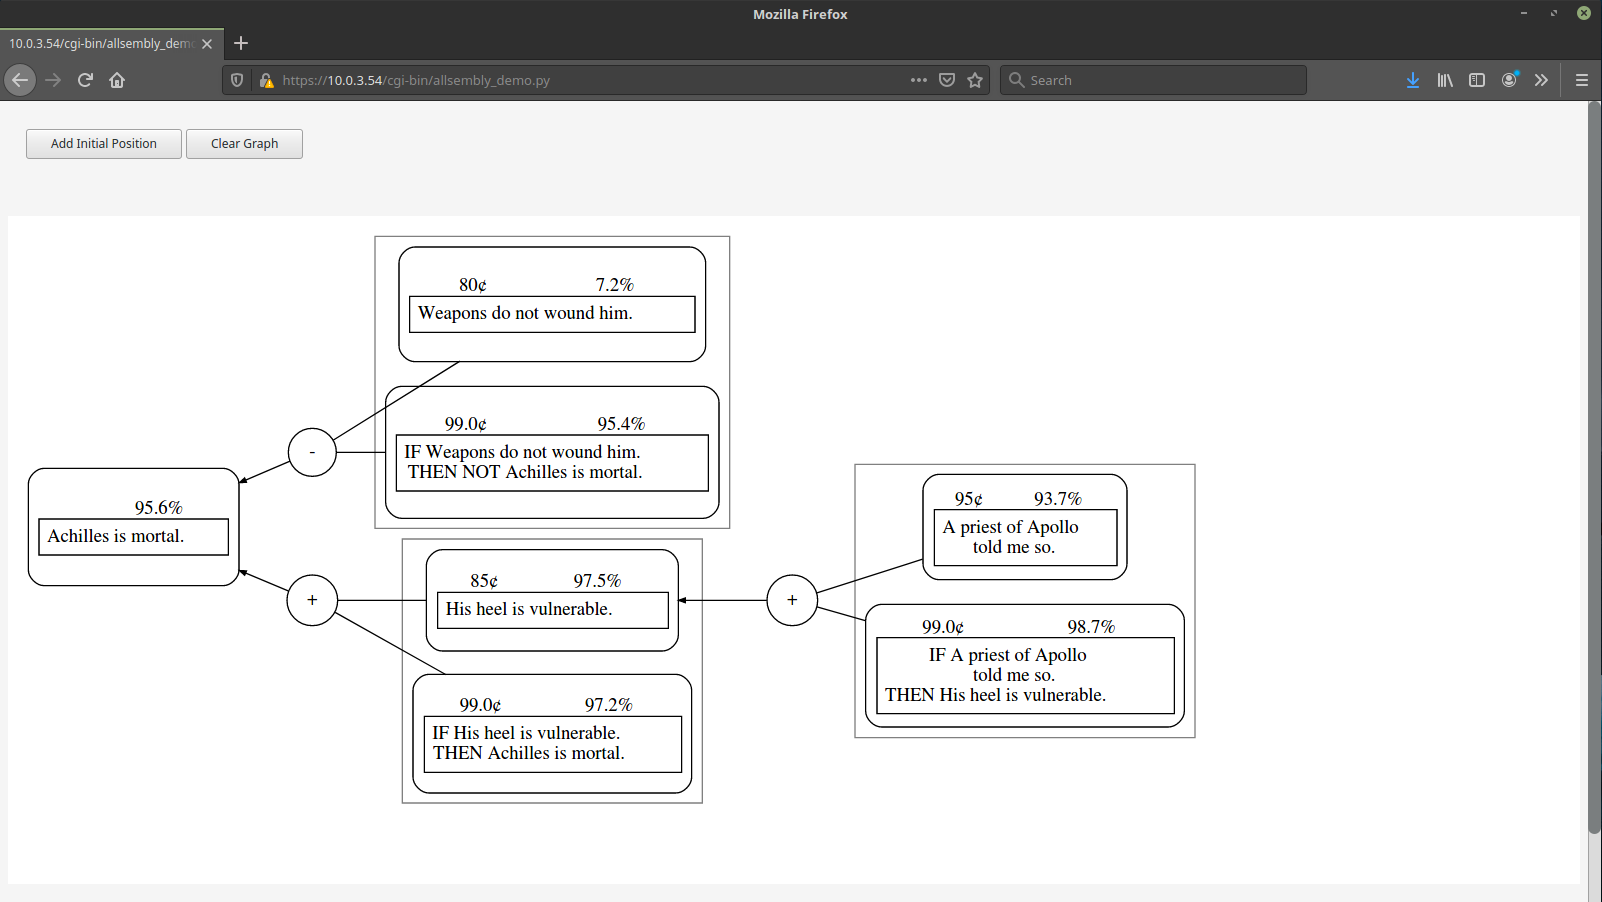 Mozilla Firefox
10.0.3.54/cgi-bin/allsembly_dem
https://10.0.3.54/cgi-bin/allsembly_demo.py
Search
Add Initial Position
Clear Graph
80¢ 7.2%
Weapons do not wound him.
99.0¢ 95.4%
IF Weapons do not wound him.
THEN NOT Achilles is mortal.
-
95.6%
Achilles is mortal.
95¢ 93.7%
A priest of Apollo
told me so.
85¢ 97.5%
His heel is vulnerable.
+
+
99.0¢ 98.7%
IF A priest of Apollo
told me so.
THEN His heel is vulnerable.
99.0¢ 97.2%
IF His heel is vulnerable.
THEN Achilles is mortal.